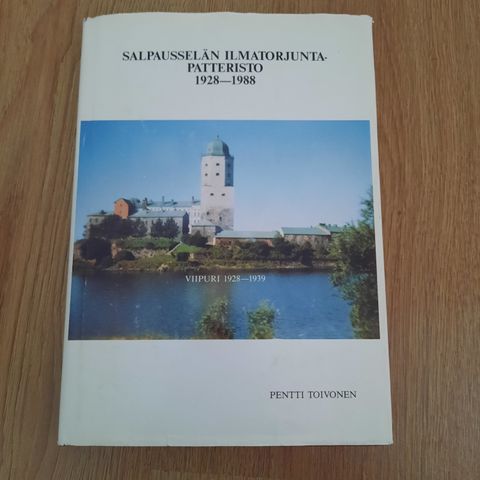 SALPAUSSELÄN ILMATORJUNTA-
PATTERISTO
1928—1988
VIIPURI 1928—1939
PENTTI TOIVONEN